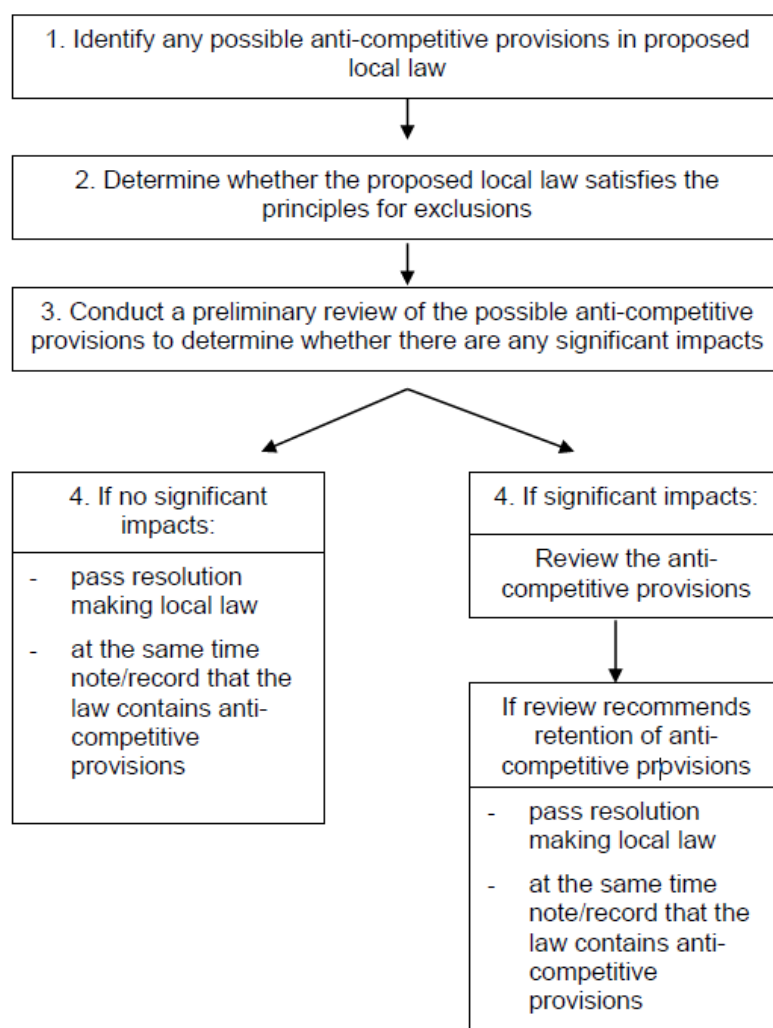 1. Identify any possible anti-competitive provisions in proposed
local law
2. Determine whether the proposed local law satisfies the
principles for exclusions
3. Conduct a preliminary review of the possible anti-competitive
provisions to determine whether there are any significant impacts
4. If no significant
impacts:
- pass resolution
making local law
- at the same time
note/record that the
law contains anti-
competitive
provisions
4. If significant impacts:
Review the anti-
competitive provisions
If review recommends
retention of anti-
competitive provisions
- pass resolution
making local law
- at the same time
note/record that the
law contains anti-
competitive
provisions